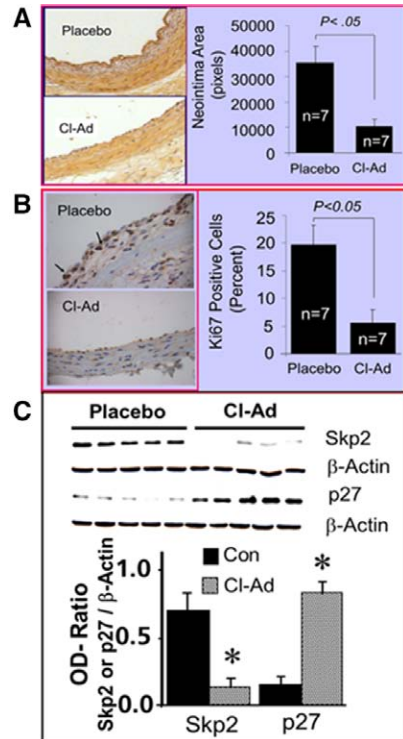 A
Placebo
Cl-Ad
Neointima Area
(pixels)
50000
40000
30000
20000
10000
0
P< .05
n=7
n=7
Placebo
Cl-Ad
B
Placebo
Cl-Ad
Ki67 Positive Cells
(Percent)
25
20
15
10
5
0
P<0.05
n=7
n=7
Placebo
Cl-Ad
C
Placebo
Cl-Ad
Skp2
β-Actin
p27
β-Actin
OD- Ratio
Skp2 or p27 / β-Actin
1.0
0.5
0.0
Con
Cl-Ad
*
*
Skp2
p27